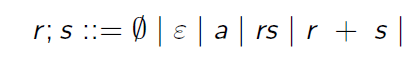 r; s ::= ∅ | ε | a | rs | r + s |